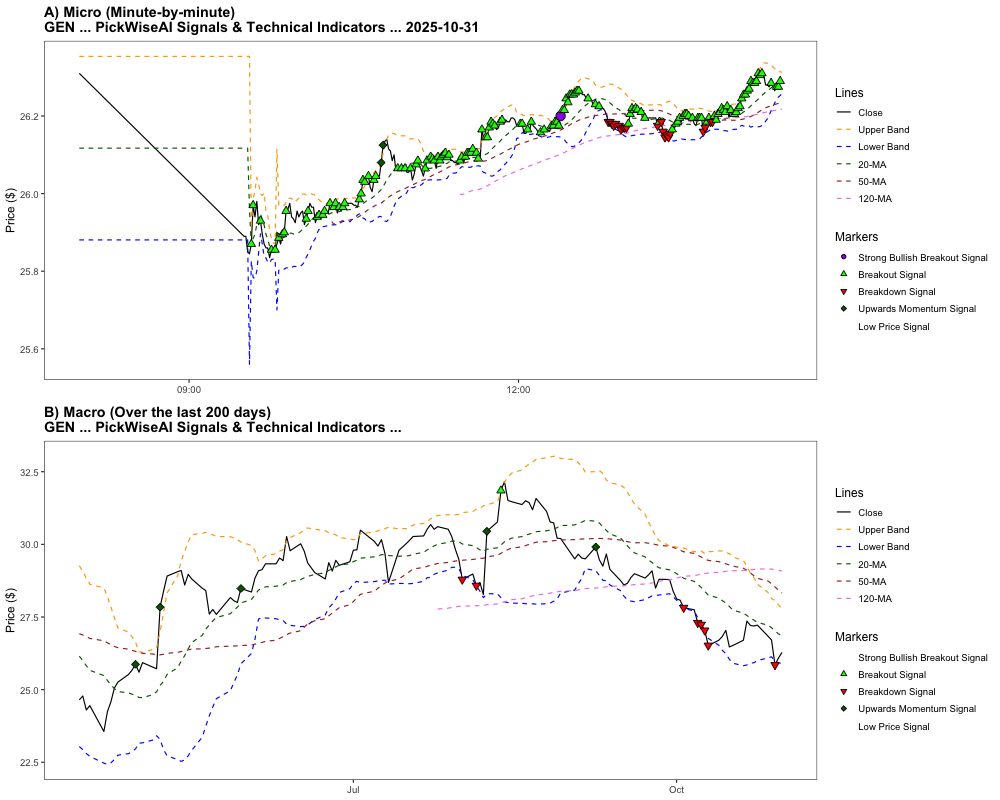 A) Micro (Minute-by-minute)
GEN ... PickWiseAI Signals & Technical Indicators ... 2025-10-31
Price ($)
26.2
26.0
25.8
25.6
09:00
12:00
Lines
Close
Upper Band
Lower Band
20-MA
50-MA
120-MA
Markers
Strong Bullish Breakout Signal
Breakout Signal
Breakdown Signal
Upwards Momentum Signal
Low Price Signal
B) Macro (Over the last 200 days)
GEN ... PickWiseAI Signals & Technical Indicators ...
Price ($)
32.5
30.0
27.5
25.0
22.5
Jul
Oct
Lines
Close
Upper Band
Lower Band
20-MA
50-MA
120-MA
Markers
Strong Bullish Breakout Signal
Breakout Signal
Breakdown Signal
Upwards Momentum Signal
Low Price Signal